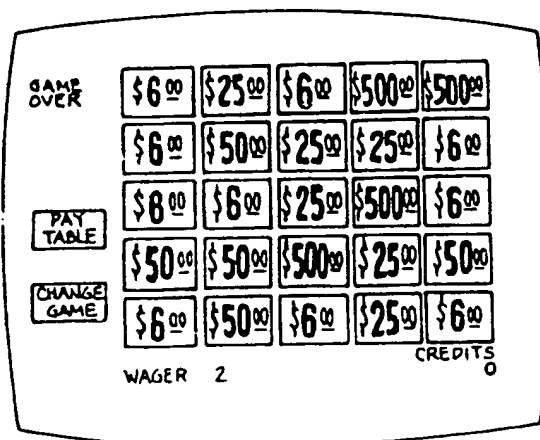 GAME
OVER
$6 00 $25 00 $6 00 $500 00 $500 00
$6 00 $50 00 $25 00 $25 00 $6 00
$8 00 $6 00 $25 00 $500 00 $6 00
PAY
TABLE
$50 00 $50 00 $500 00 $25 00 $50 00
CHANGE
GAME
$6 00 $50 00 $6 00 $25 00 $6 00
CREDITS
WAGER 2 0